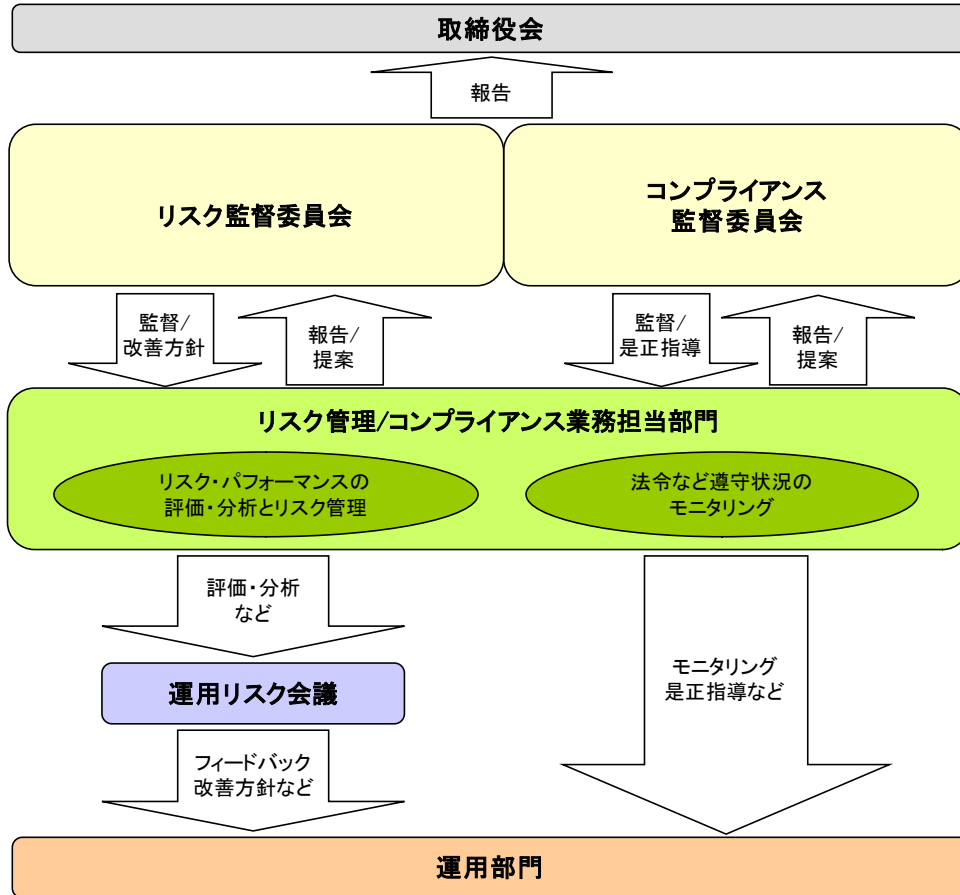 取締役会
報告
リスク監督委員会
コンプライアンス
監督委員会
監督/
改善方針
報告/
提案
監督/
是正指導
報告/
提案
リスク管理/コンプライアンス業務担当部門
リスク・パフォーマンスの
評価・分析とリスク管理
法令など遵守状況の
モニタリング
評価・分析
など
運用リスク会議
フィードバック
改善方針など
モニタリング
是正指導など
運用部門